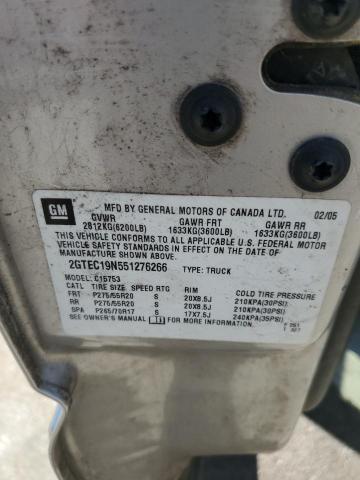 GM
MFD BY GENERAL MOTORS OF CANADA LTD. 02/05
GVWR GAWR FRT GAWR RR
2812KG(6200LB) 1633KG(3600LB) 1633KG(3600LB)
THIS VEHICLE CONFORMS TO ALL APPLICABLE U.S. FEDERAL MOTOR
VEHICLE SAFETY STANDARDS IN EFFECT ON THE DATE OF
MANUFACTURE SHOWN ABOVE.
2GTEC19N551276266 TYPE: TRUCK
MODEL: C15753
CATL TIRE SIZE SPEED RTG RIM COLD TIRE PRESSURE
FRT P275/55R20 S 20X8.5J 210KPA(30PSI)
RR P275/55R20 S 20X8.5J 210KPA(30PSI)
SPA P265/70R17 S 17X7.5J 240KPA(35PSI)
SEE OWNER'S MANUAL FOR ADDITIONAL INFORMATION